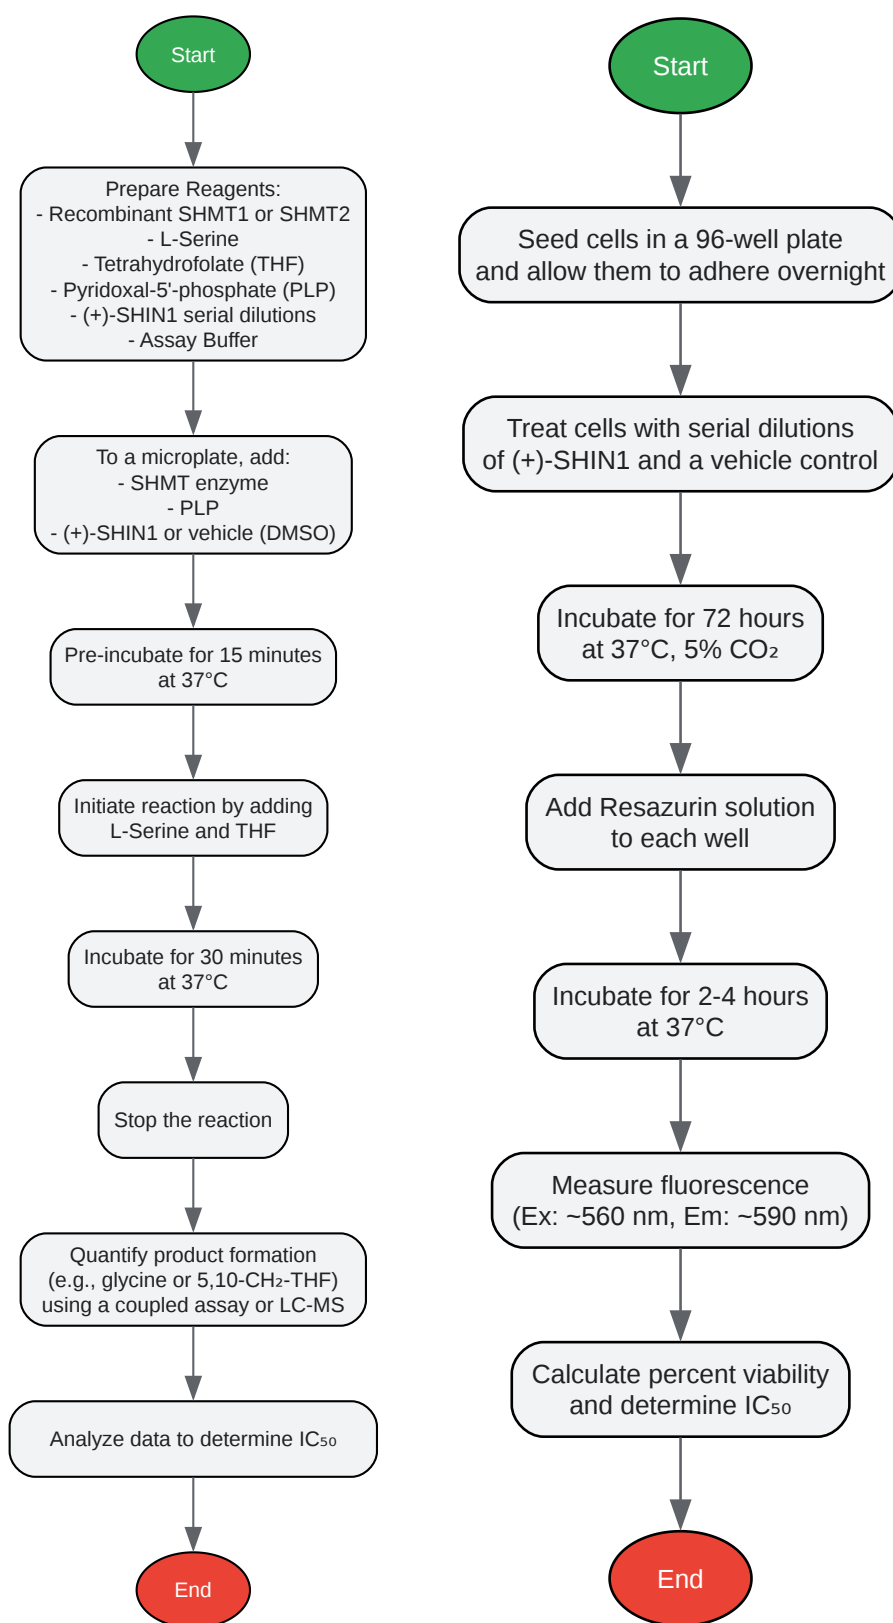 Start
Prepare Reagents:
- Recombinant SHMT1 or SHMT2
- L-Serine
- Tetrahydrofolate (THF)
- Pyridoxal-5'-phosphate (PLP)
- (+)-SHIN1 serial dilutions
- Assay Buffer
To a microplate, add:
- SHMT enzyme
- PLP
- (+)-SHIN1 or vehicle (DMSO)
Pre-incubate for 15 minutes
at 37°C
Initiate reaction by adding
L-Serine and THF
Incubate for 30 minutes
at 37°C
Stop the reaction
Quantify product formation
(e.g., glycine or 5,10-CH₂-THF)
using a coupled assay or LC-MS
Analyze data to determine IC₅₀
End
Start
Seed cells in a 96-well plate
and allow them to adhere overnight
Treat cells with serial dilutions
of (+)-SHIN1 and a vehicle control
Incubate for 72 hours
at 37°C, 5% CO₂
Add Resazurin solution
to each well
Incubate for 2-4 hours
at 37°C
Measure fluorescence
(Ex: ~560 nm, Em: ~590 nm)
Calculate percent viability
and determine IC₅₀
End